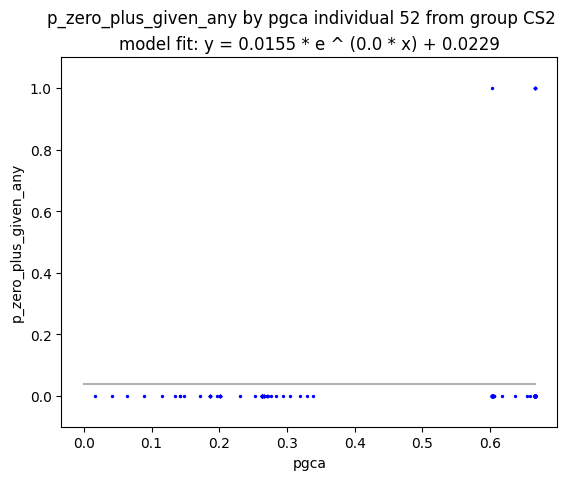 p_zero_plus_given_any by pgca individual 52 from group CS2
model fit: y = 0.0155 * e ^ (0.0 * x) + 0.0229
1.0
0.8
0.6
0.4
0.2
0.0
p_zero_plus_given_any
0.0 0.1 0.2 0.3 0.4 0.5 0.6
pgca